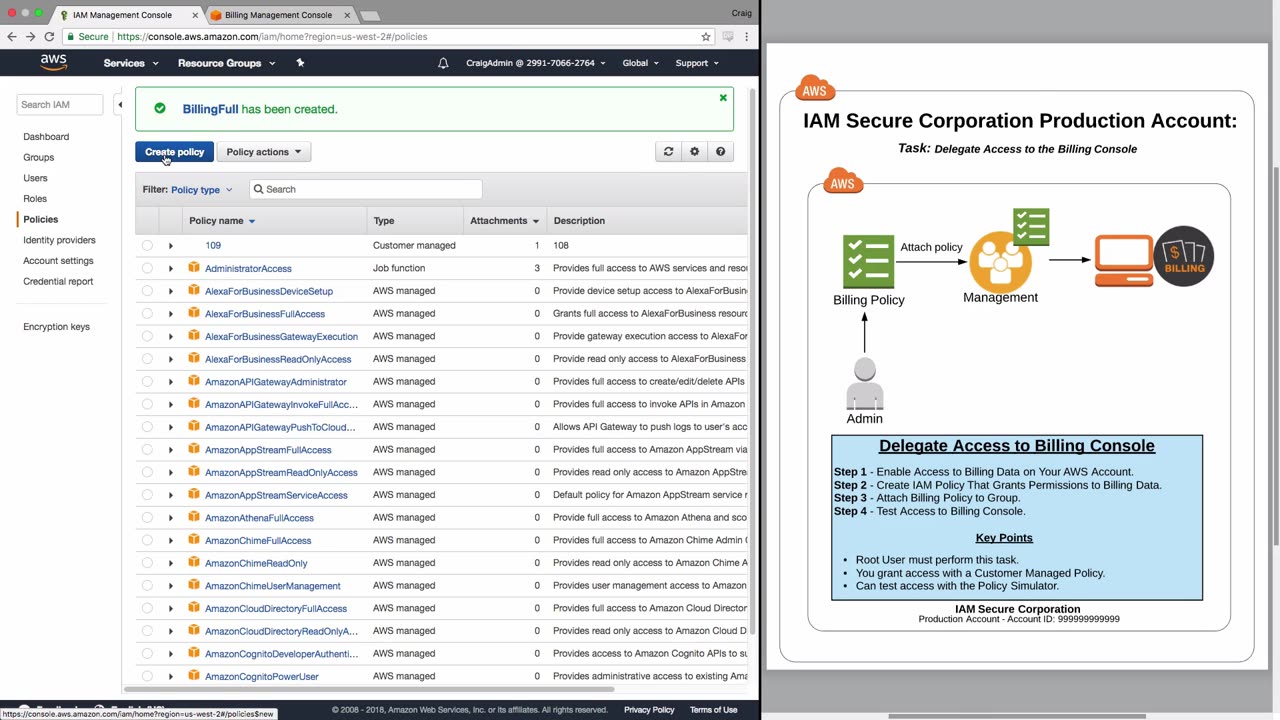 IAM Management Console
Billing Management Console
Craig
Secure
https://console.aws.amazon.com/iam/home?region=us-west-2#/policies
aws
Services
Resource Groups
CraigAdmin @ 2991-7066-2764
Global
Support
Search IAM
Dashboard
Groups
Users
Roles
Policies
Identity providers
Account settings
Credential report
Encryption keys
BillingFull has been created.
Create policy
Policy actions
Filter: Policy type
Search
Policy name Type Attachments Description
109 Customer managed 1 108
AdministratorAccess Job function 3 Provides full access to AWS services and reso
AlexaForBusinessDeviceSetup AWS managed 0 Provide device setup access to AlexaForBusin
AlexaForBusinessFullAccess AWS managed 0 Grants full access to AlexaForBusiness resourc
AlexaForBusinessGatewayExecution AWS managed 0 Provide gateway execution access to AlexaFor
AlexaForBusinessReadOnlyAccess AWS managed 0 Provide read only access to AlexaForBusiness
AmazonAPIGatewayAdministrator AWS managed 0 Provides full access to create/edit/delete APIs
AmazonAPIGatewayInvokeFullAcc... AWS managed 0 Provides full access to invoke APIs in Amazon
AmazonAPIGatewayPushToCloud... AWS managed 0 Allows API Gateway to push logs to user's acc
AmazonAppStreamFullAccess AWS managed 0 Provides full access to Amazon AppStream via
AmazonAppStreamReadOnlyAccess AWS managed 0 Provides read only access to Amazon AppStre
AmazonAppStreamServiceAccess AWS managed 0 Default policy for Amazon AppStream service r
AmazonAthenaFullAccess AWS managed 0 Provide full access to Amazon Athena and sco
AmazonChimeFullAccess AWS managed 0 Provides full access to Amazon Chime Admin C
AmazonChimeReadOnly AWS managed 0 Provides read only access to Amazon Chime A
AmazonChimeUserManagement AWS managed 0 Provides user management access to Amazon
AmazonCloudDirectoryFullAccess AWS managed 0 Provides full access to Amazon Cloud Director
AmazonCloudDirectoryReadOnlyA... AWS managed 0 Provides read only access to Amazon Cloud D
AmazonCognitoDeveloperAuthenti... AWS managed 0 Provides access to Amazon Cognito APIs to su
AmazonCognitoPowerUser AWS managed 0 Provides administrative access to existing Ama
https://console.aws.amazon.com/iam/home?region=us-west-2#/policies$new
© 2008 - 2018, Amazon Web Services, Inc. or its affiliates. All rights reserved.
Privacy Policy
Terms of Use
AWS
IAM Secure Corporation Production Account:
Task: Delegate Access to the Billing Console
AWS
Attach policy
$
BILLING
Billing Policy
Management
Admin
Delegate Access to Billing Console
Step 1 - Enable Access to Billing Data on Your AWS Account.
Step 2 - Create IAM Policy That Grants Permissions to Billing Data.
Step 3 - Attach Billing Policy to Group.
Step 4 - Test Access to Billing Console.
Key Points
• Root User must perform this task.
• You grant access with a Customer Managed Policy.
• Can test access with the Policy Simulator.
IAM Secure Corporation
Production Account - Account ID: 999999999999